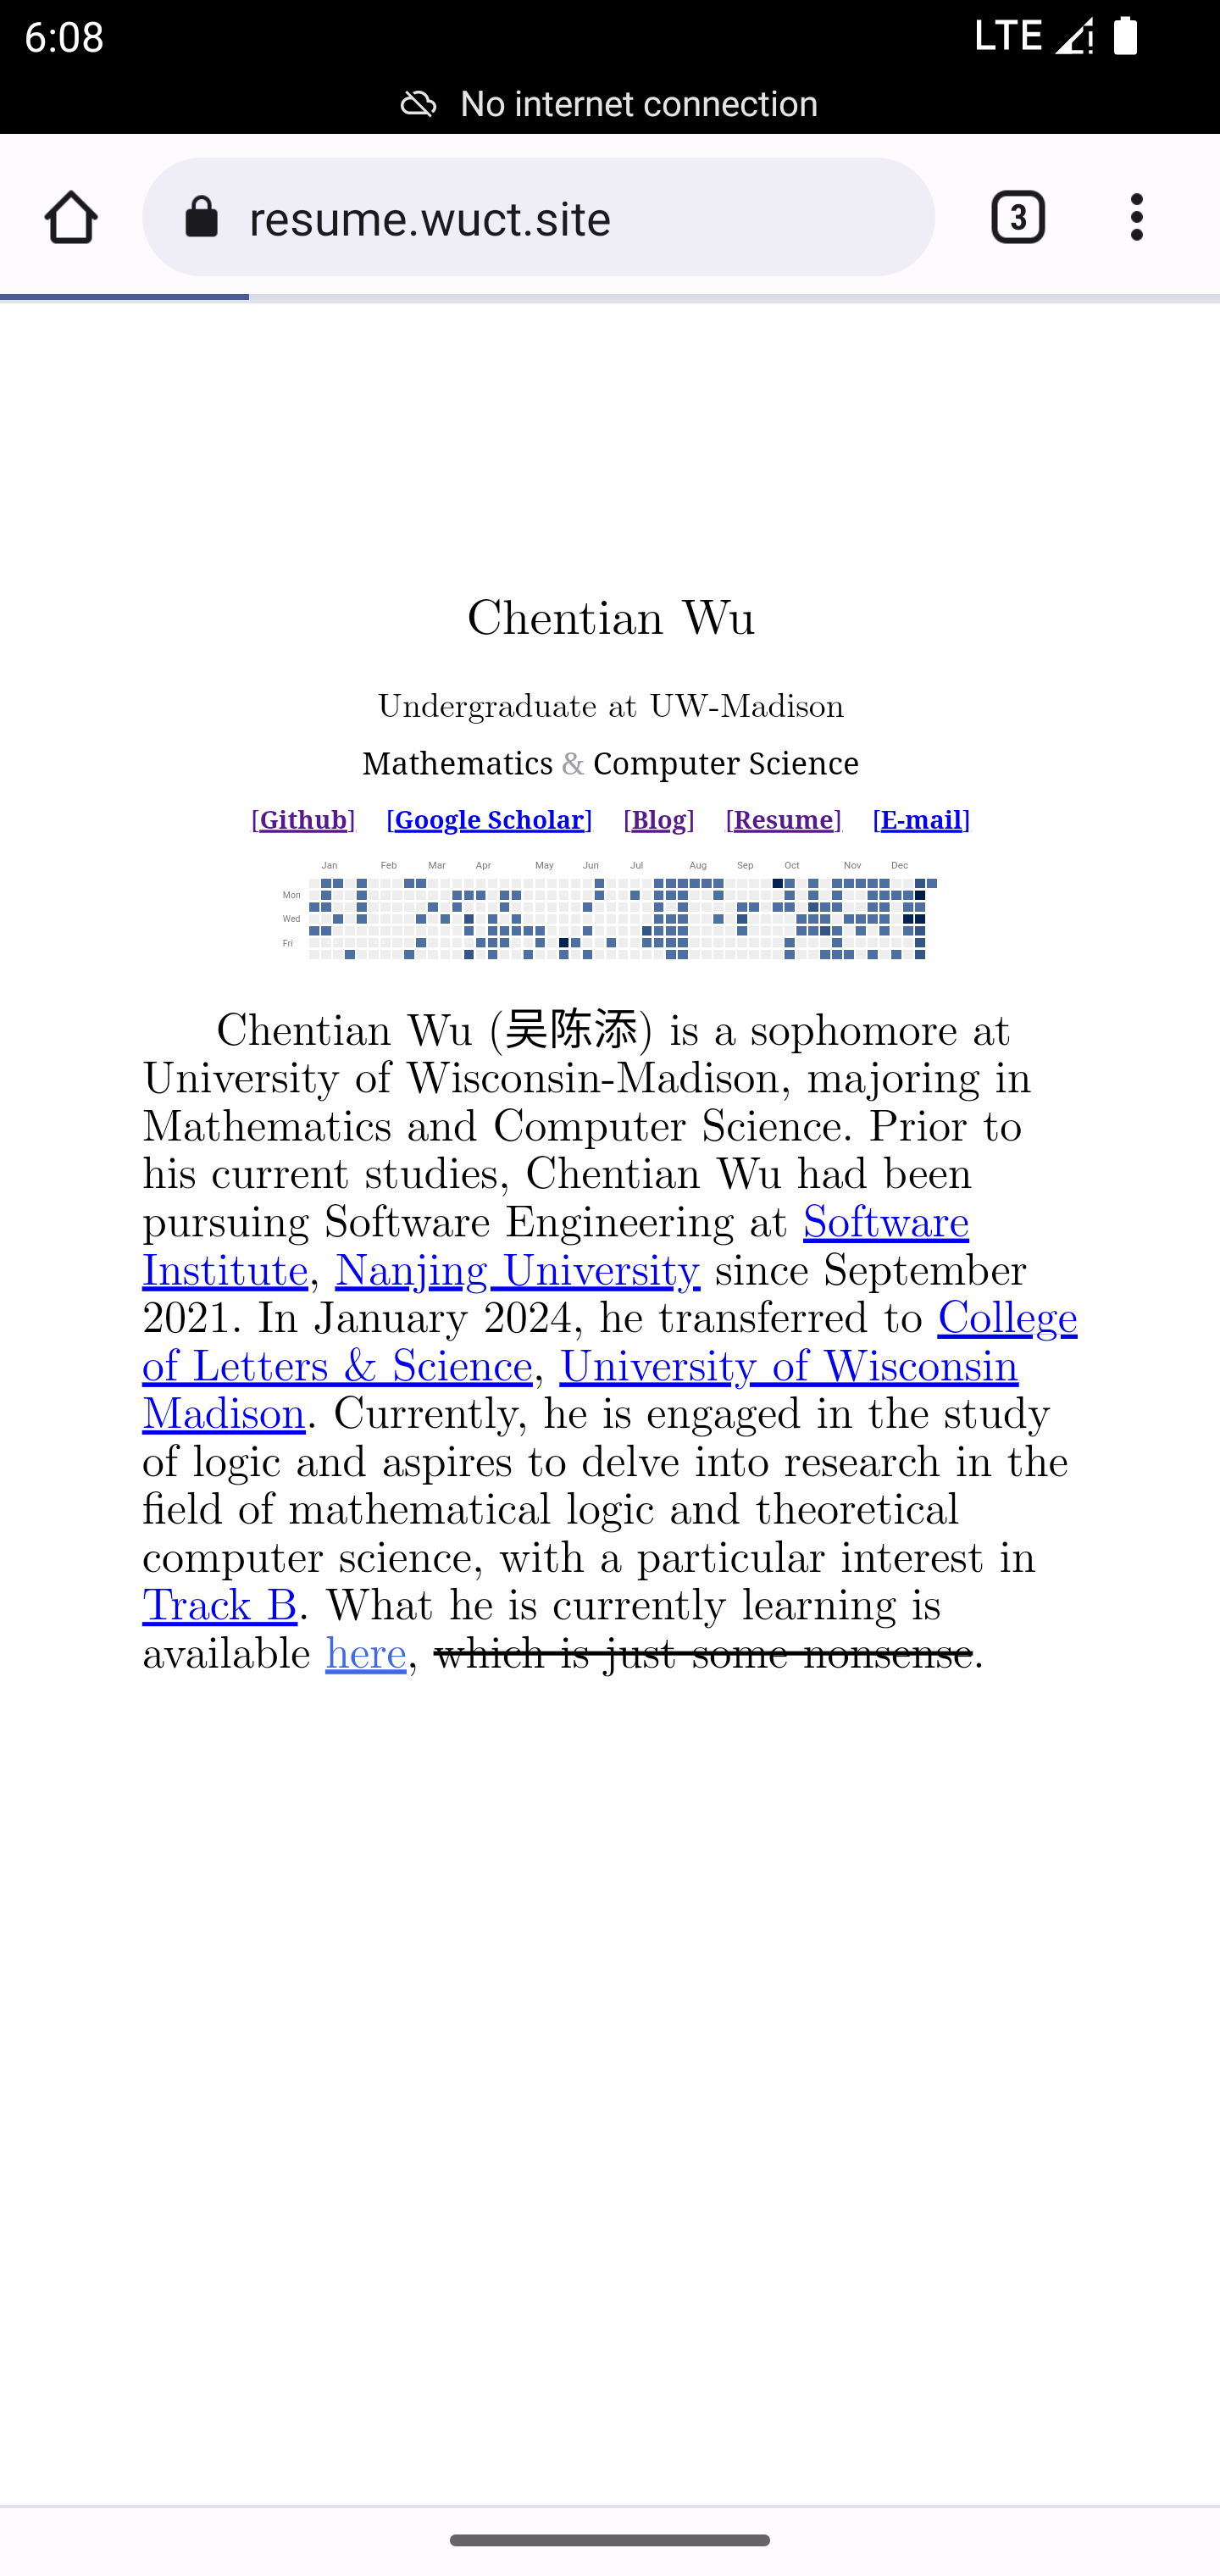 6:08
LTE
No internet connection
resume.wuct.site
3
Chentian Wu
Undergraduate at UW-Madison
Mathematics & Computer Science
[Github] [Google Scholar] [Blog] [Resume] [E-mail]
Jan Feb Mar Apr May Jun Jul Aug Sep Oct Nov Dec
Mon
Wed
Fri
Chentian Wu (吴陈添) is a sophomore at
University of Wisconsin-Madison, majoring in
Mathematics and Computer Science. Prior to
his current studies, Chentian Wu had been
pursuing Software Engineering at Software
Institute, Nanjing University since September
2021. In January 2024, he transferred to College
of Letters & Science, University of Wisconsin
Madison. Currently, he is engaged in the study
of logic and aspires to delve into research in the
field of mathematical logic and theoretical
computer science, with a particular interest in
Track B. What he is currently learning is
available here, which is just some nonsense.